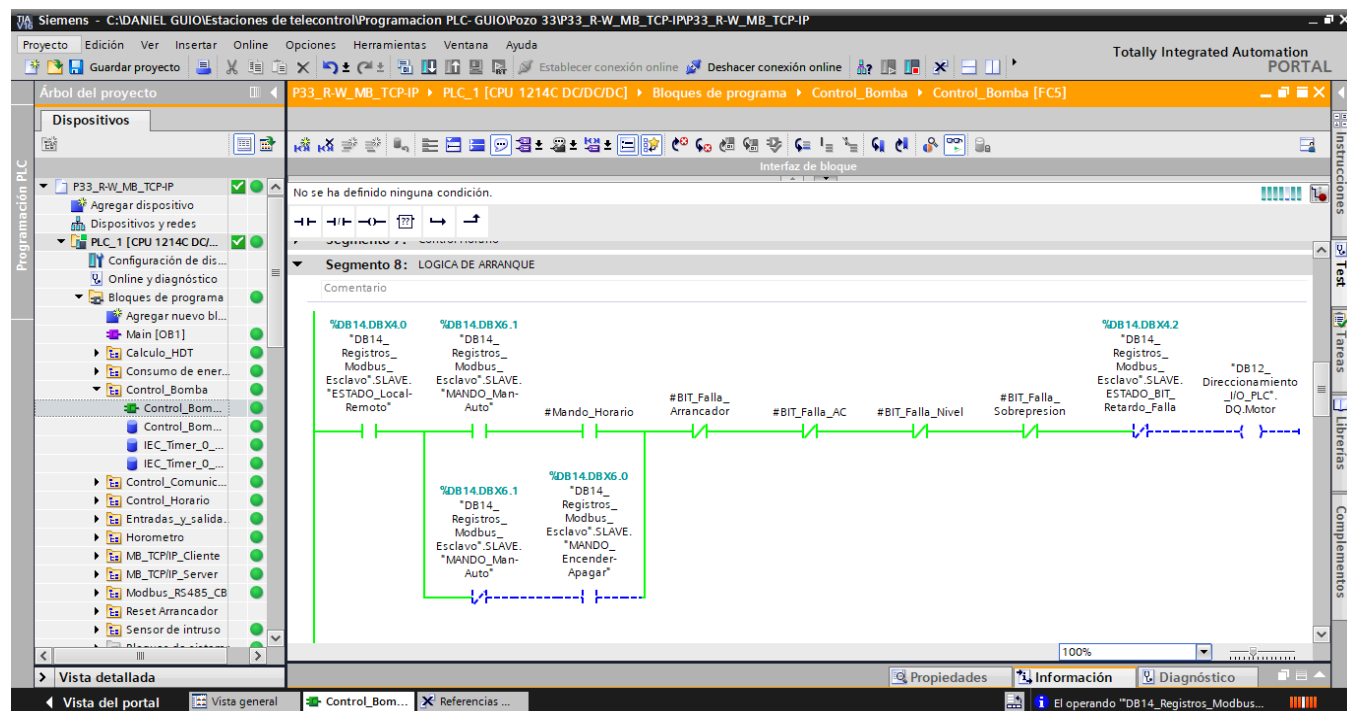 Siemens - C:\DANIEL GUIO\Estaciones de telecontrol\Programacion PLC- GUIO\Pozo 33\P33_R-W_MB_TCP-IP\P33_R-W_MB_TCP-IP
Proyecto Edición Ver Insertar Online Opciones Herramientas Ventana Ayuda
Totally Integrated Automation
PORTAL
Guardar proyecto
Establecer conexión online
Deshacer conexión online
Árbol del proyecto
P33_R-W_MB_TCP-IP
PLC_1 [CPU 1214C DC/DC/DC]
Bloques de programa
Control_Bomba
Control_Bomba [FC5]
Dispositivos
Programación PLC
P33_R-W_MB_TCP-IP
Agregar dispositivo
Dispositivos y redes
PLC_1 [CPU 1214C DC/...
Configuración de dis...
Online y diagnóstico
Bloques de programa
Agregar nuevo bl...
Main [OB1]
Calculo_HDT
Consumo de ener...
Control_Bomba
Control_Bom...
Control_Bom...
IEC_Timer_0_...
IEC_Timer_0_...
Control_Comunic...
Control_Horario
Entradas_y_salida.
Horometro
MB_TCP/IP_Cliente
MB_TCP/IP_Server
Modbus_RS485_CB
Reset Arrancador
Sensor de intruso
Interfaz de bloque
No se ha definido ninguna condición.
Segmento 8: LOGICA DE ARRANQUE
Comentario
%DB14.DBX4.0
"DB14_
Registros_
Modbus_
Esclavo".SLAVE.
"ESTADO_Local-
Remoto"
%DB14.DBX6.1
"DB14_
Registros_
Modbus_
Esclavo".SLAVE.
"MANDO_Man-
Auto"
#Mando_Horario
#BIT_Falla_
Arrancador
#BIT_Falla_AC
#BIT_Falla_Nivel
#BIT_Falla_
Sobrepresion
%DB14.DBX4.2
"DB14_
Registros_
Modbus_
Esclavo".SLAVE.
ESTADO_BIT_
Retardo_Falla
"DB12_
Direccionamiento
_I/O_PLC".
DQ.Motor
%DB14.DBX6.1
"DB14_
Registros_
Modbus_
Esclavo".SLAVE.
"MANDO_Man-
Auto"
%DB14.DBX6.0
"DB14_
Registros_
Modbus_
Esclavo".SLAVE.
"MANDO_
Encender-
Apagar"
100%
Propiedades
Información
Diagnóstico
Instrucciones
Test
Tareas
Librerías
Complementos
Vista detallada
Vista del portal
Vista general
Control_Bom...
Referencias ...
El operando '"DB14_Registros_Modbus...